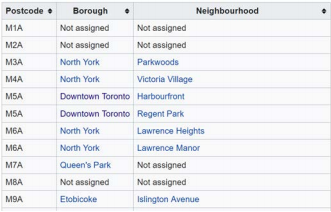 Postcode Borough Neighbourhood
M1A Not assigned Not assigned
M2A Not assigned Not assigned
M3A North York Parkwoods
M4A North York Victoria Village
M5A Downtown Toronto Harbourfront
M5A Downtown Toronto Regent Park
M6A North York Lawrence Heights
M6A North York Lawrence Manor
M7A Queen's Park Not assigned
M8A Not assigned Not assigned
M9A Etobicoke Islington Avenue